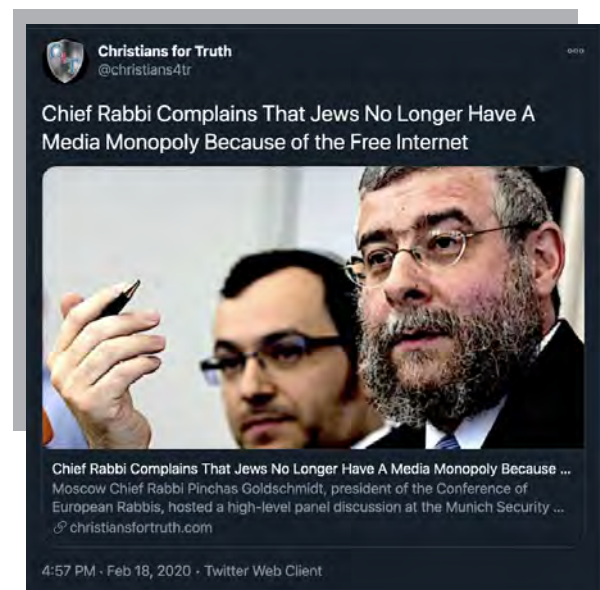 Christians for Truth
@christians4tr
Chief Rabbi Complains That Jews No Longer Have A
Media Monopoly Because of the Free Internet
Chief Rabbi Complains That Jews No Longer Have A Media Monopoly Because ...
Moscow Chief Rabbi Pinchas Goldschmidt, president of the Conference of
European Rabbis, hosted a high-level panel discussion at the Munich Security ...
christiansfortruth.com
4:57 PM · Feb 18, 2020 · Twitter Web Client